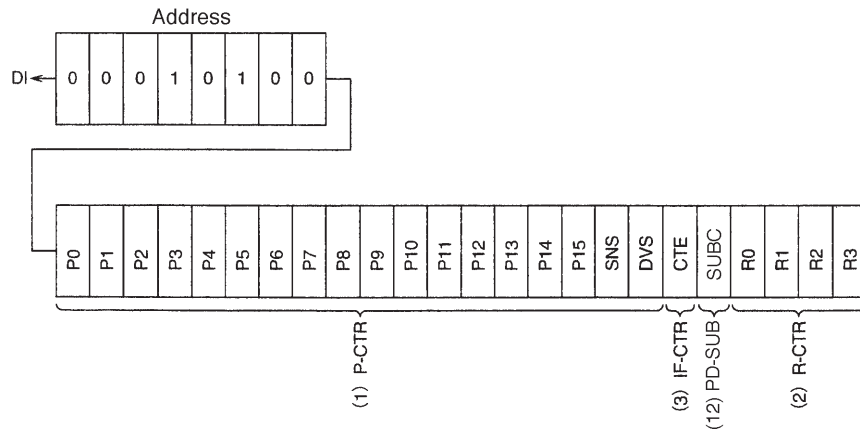 Address
DI 0 0 0 1 0 1 0 0
P0 P1 P2 P3 P4 P5 P6 P7 P8 P9 P10 P11 P12 P13 P14 P15 SNS DVS CTE SUBC R0 R1 R2 R3
(1) P-CTR
(3) IF-CTR
(12) PD-SUB
(2) R-CTR